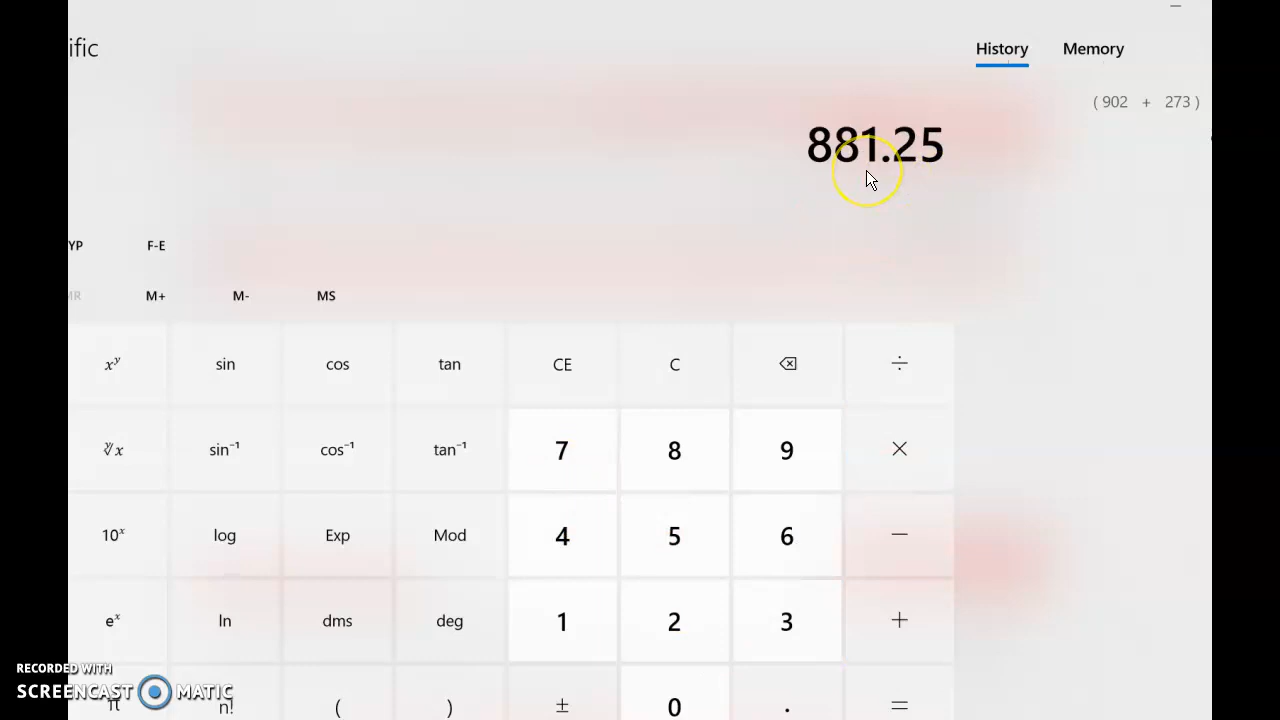 ific
History Memory
( 902 + 273 )
881.25
YP F-E
MR M+ M- MS
xʸ sin cos tan CE C ÷
ʸ√x sin⁻¹ cos⁻¹ tan⁻¹ 7 8 9 ×
10ˣ log Exp Mod 4 5 6 −
eˣ ln dms deg 1 2 3 +
π n! ( ) ± 0 . =
RECORDED WITH
SCREENCAST MATIC